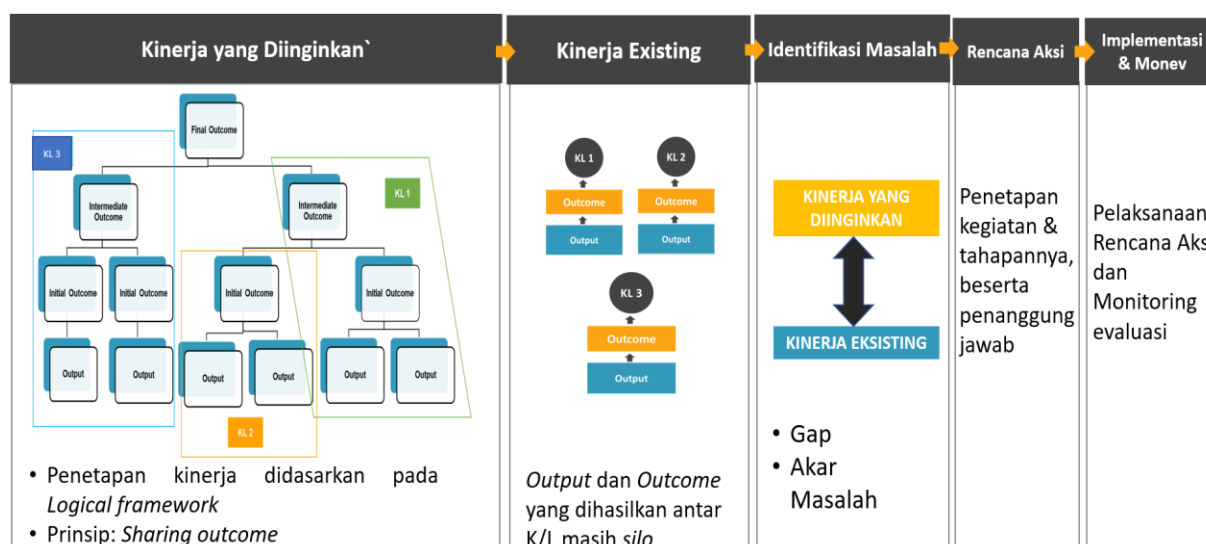 Kinerja yang Diinginkan`
Kinerja Existing
Identifikasi Masalah
Rencana Aksi
Implementasi
& Monev
Final Outcome
KL 3
KL 1
Intermediate
Outcome
Intermediate
Outcome
Initial Outcome
Initial Outcome
Initial Outcome
Initial Outcome
Output
Output
Output
Output
Output
Output
KL 2
• Penetapan kinerja didasarkan pada
Logical framework
• Prinsip: Sharing outcome
KL 1
KL 2
Outcome
Outcome
Output
Output
KL 3
Outcome
Output
Output dan Outcome
yang dihasilkan antar
K/L masih silo
KINERJA YANG
DIINGINKAN
KINERJA EKSISTING
• Gap
• Akar
Masalah
Penetapan
kegiatan &
tahapannya,
beserta
penanggung
jawab
Pelaksanaan
Rencana Aks
dan
Monitoring
evaluasi